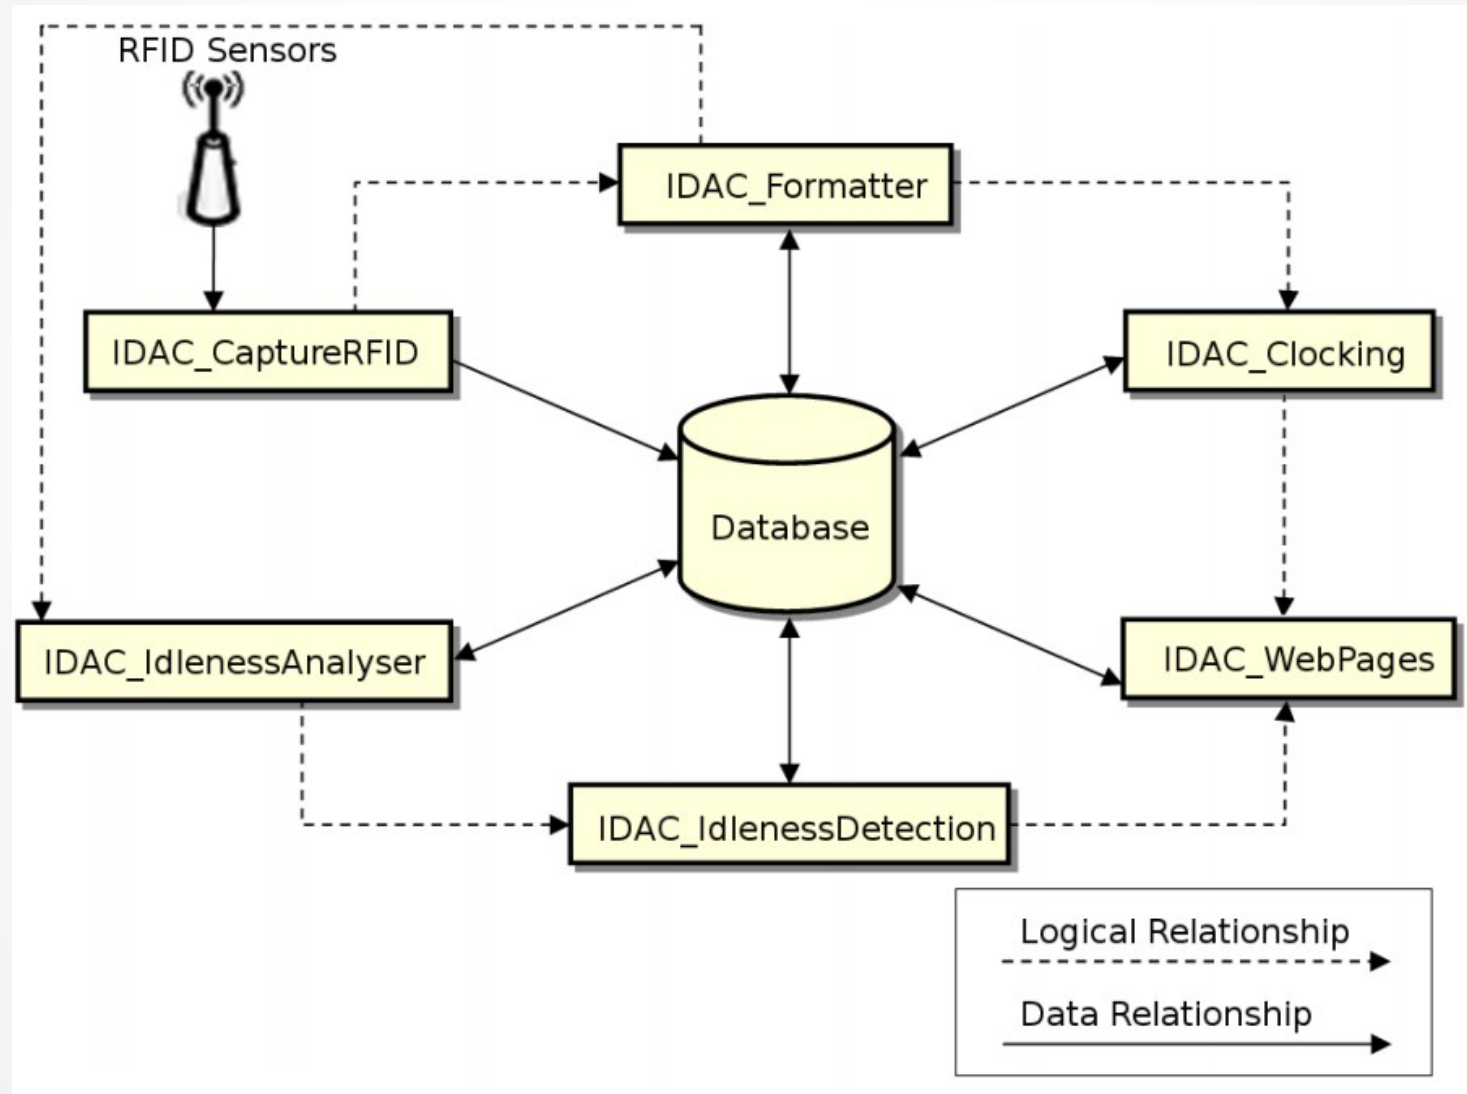 RFID Sensors
IDAC_Formatter
IDAC_CaptureRFID
IDAC_Clocking
Database
IDAC_IdlenessAnalyser
IDAC_WebPages
IDAC_IdlenessDetection
Logical Relationship
Data Relationship